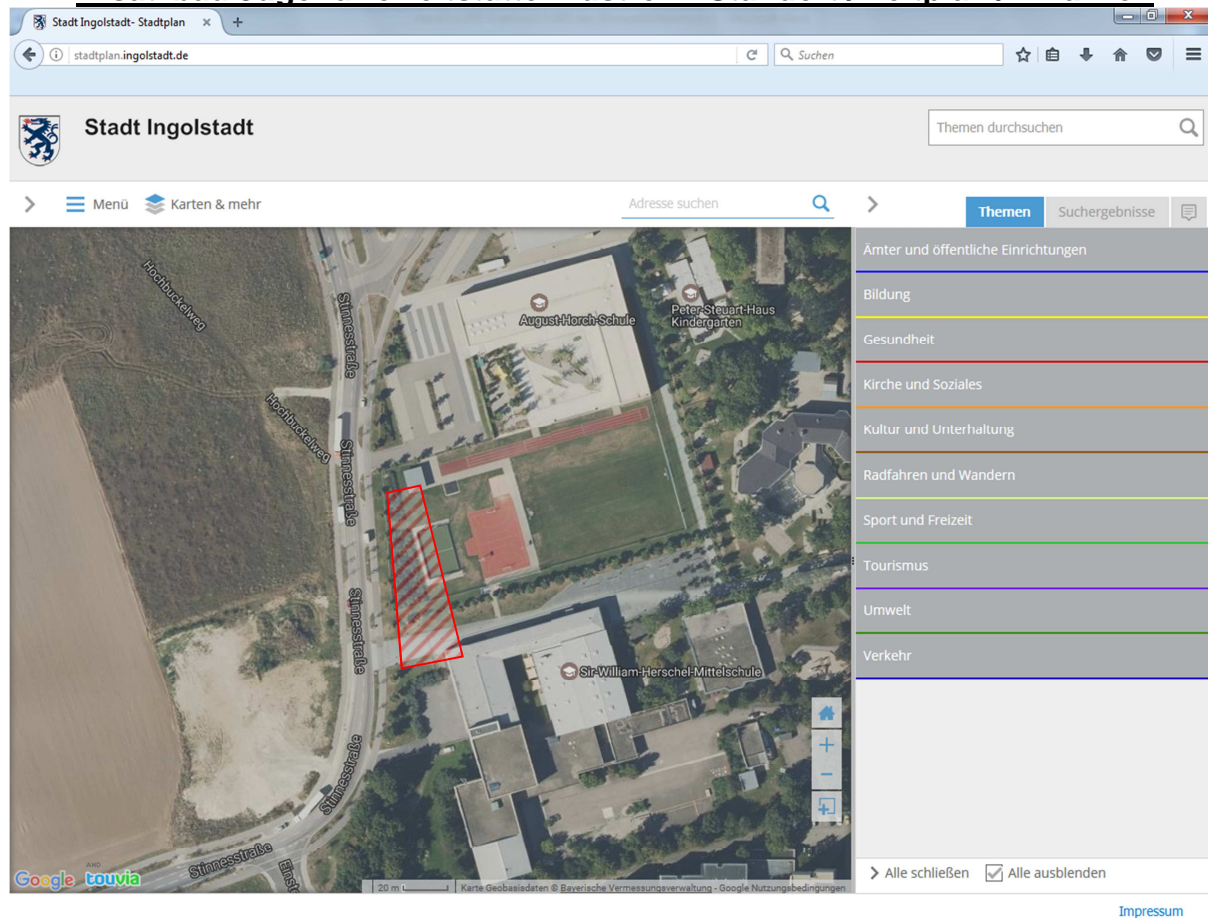 Stadt Ingolstadt- Stadtplan
stadtplan.ingolstadt.de
Suchen
Stadt Ingolstadt
Themen durchsuchen
Menü
Karten & mehr
Adresse suchen
Themen
Suchergebnisse
Ämter und öffentliche Einrichtungen
Bildung
Gesundheit
Kirche und Soziales
Kultur und Unterhaltung
Radfahren und Wandern
Sport und Freizeit
Tourismus
Umwelt
Verkehr
Hochbuckelweg
Stinnesstraße
August-Horch-Schule
Peter-Steuart-Haus
Kindergarten
Hochbuckelweg
Stinnesstraße
Stinnesstraße
Sir-William-Herschel-Mittelschule
Stinnesstraße
Stinnesstraße
Google
AND
touvia
20 m
Karte Geobasisdaten © Bayerische Vermessungsverwaltung - Google Nutzungsbedingungen
Alle schließen
Alle ausblenden
Impressum